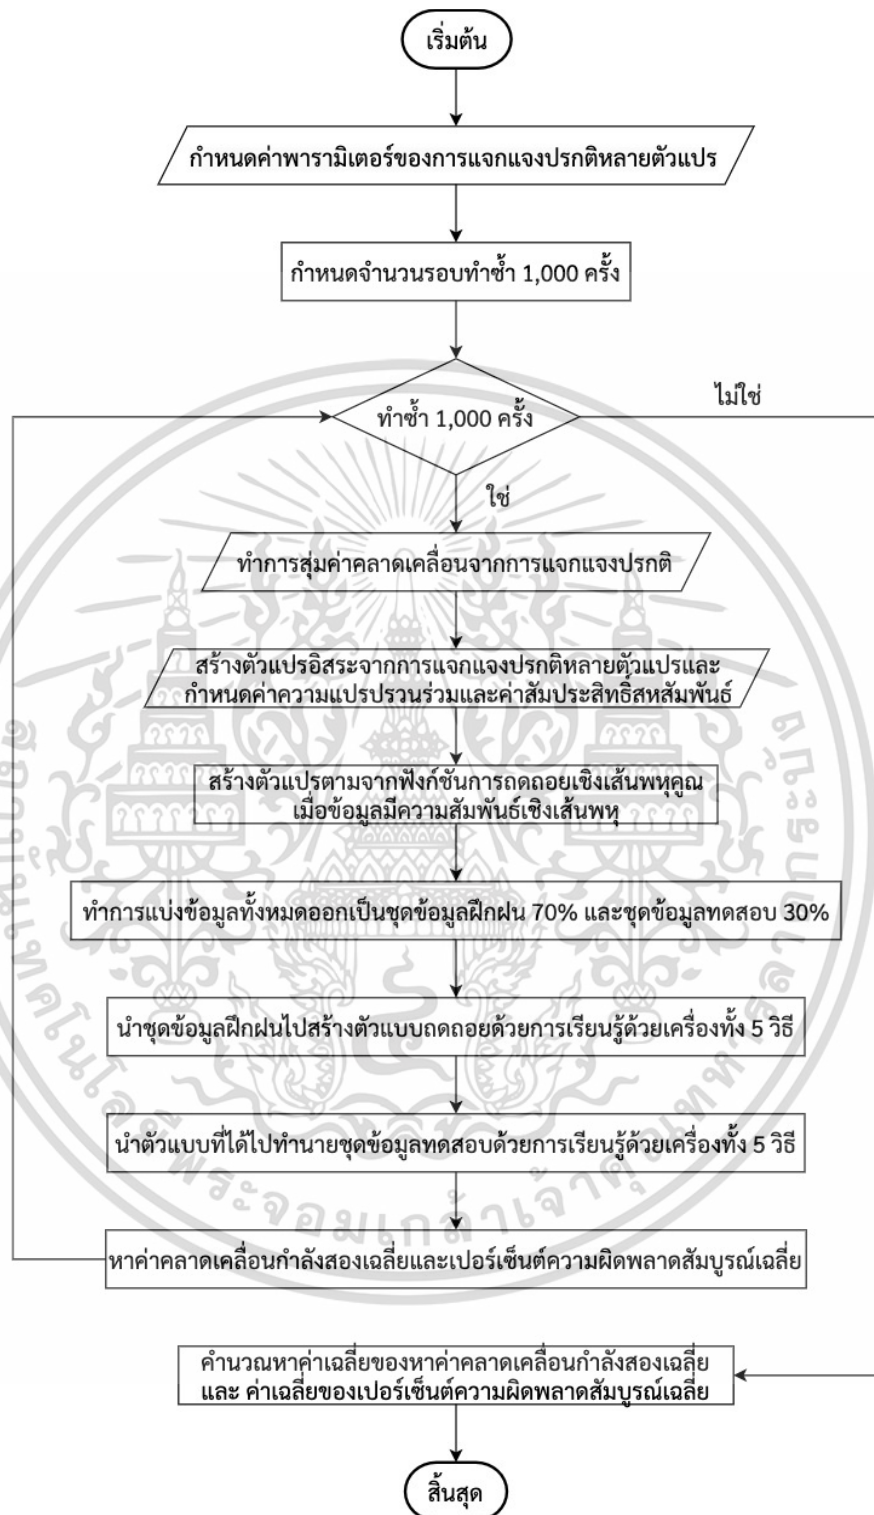 เริ่มต้น
กำหนดค่าพารามิเตอร์ของการแจกแจงปรกติหลายตัวแปร
กำหนดจำนวนรอบทำซ้ำ 1,000 ครั้ง
ทำซ้ำ 1,000 ครั้ง
ไม่ใช่
ใช่
ทำการสุ่มค่าคลาดเคลื่อนจากการแจกแจงปรกติ
สร้างตัวแปรอิสระจากการแจกแจงปรกติหลายตัวแปรและ
กำหนดค่าความแปรปรวนร่วมและค่าสัมประสิทธิ์สหสัมพันธ์
สร้างตัวแปรตามจากฟังก์ชันการถดถอยเชิงเส้นพหุคูณ
เมื่อข้อมูลมีความสัมพันธ์เชิงเส้นพหุ
ทำการแบ่งข้อมูลทั้งหมดออกเป็นชุดข้อมูลฝึกฝน 70% และชุดข้อมูลทดสอบ 30%
นำชุดข้อมูลฝึกฝนไปสร้างตัวแบบถดถอยด้วยการเรียนรู้ด้วยเครื่องทั้ง 5 วิธี
นำตัวแบบที่ได้ไปทำนายชุดข้อมูลทดสอบด้วยการเรียนรู้ด้วยเครื่องทั้ง 5 วิธี
หาค่าคลาดเคลื่อนกำลังสองเฉลี่ยและเปอร์เซ็นต์ความผิดพลาดสัมบูรณ์เฉลี่ย
คำนวณหาค่าเฉลี่ยของหาค่าคลาดเคลื่อนกำลังสองเฉลี่ย
และ ค่าเฉลี่ยของเปอร์เซ็นต์ความผิดพลาดสัมบูรณ์เฉลี่ย
สิ้นสุด